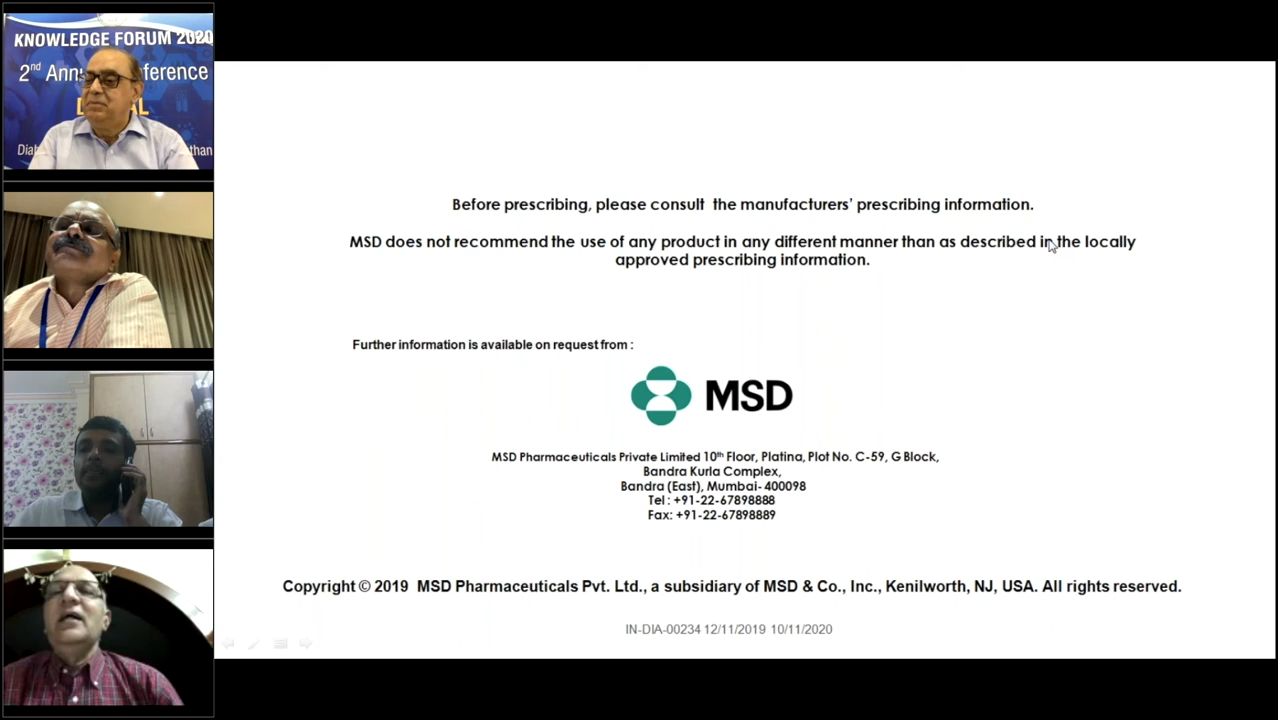 KNOWLEDGE FORUM 2020
2nd Annu ference
Before prescribing, please consult the manufacturers’ prescribing information.
MSD does not recommend the use of any product in any different manner than as described in the locally
approved prescribing information.
Further information is available on request from :
MSD
MSD Pharmaceuticals Private Limited 10th Floor, Platina, Plot No. C-59, G Block,
Bandra Kurla Complex,
Bandra (East), Mumbai- 400098
Tel : +91-22-67898888
Fax: +91-22-67898889
Copyright © 2019 MSD Pharmaceuticals Pvt. Ltd., a subsidiary of MSD & Co., Inc., Kenilworth, NJ, USA. All rights reserved.
IN-DIA-00234 12/11/2019 10/11/2020